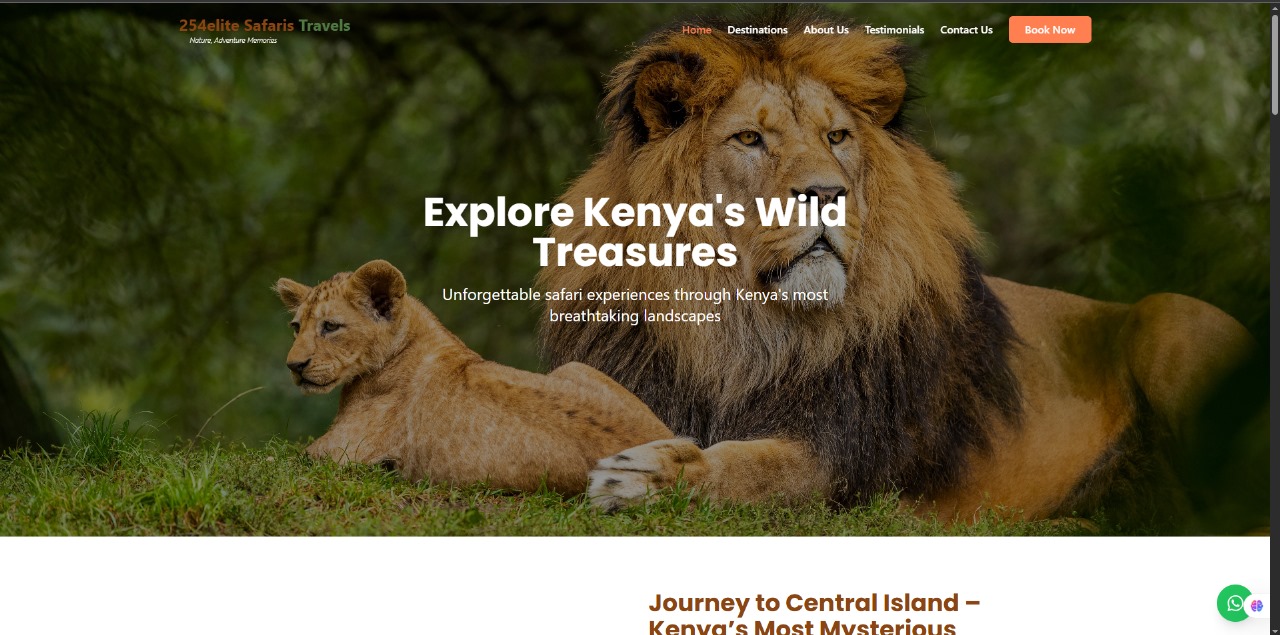 254elite Safaris Travels
Nature, Adventure Memories
Home Destinations About Us Testimonials Contact Us Book Now
Explore Kenya's Wild
Treasures
Unforgettable safari experiences through Kenya's most
breathtaking landscapes
Journey to Central Island –
Kenya’s Most Mysterious